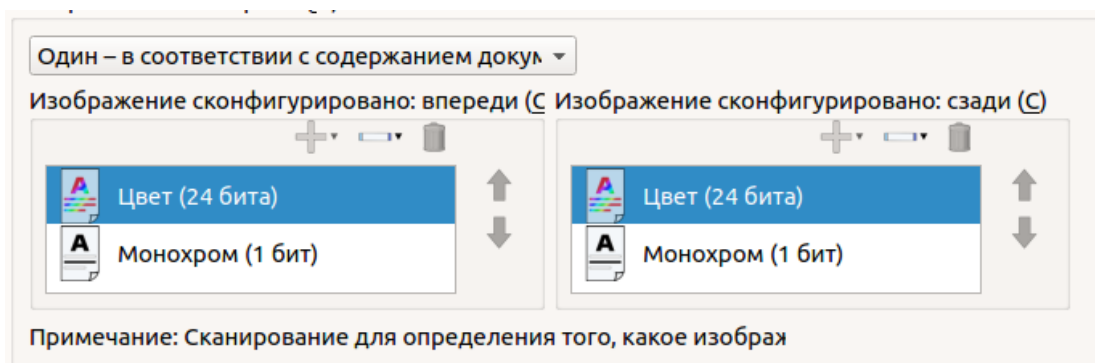 Один – в соответствии с содержанием докум
Изображение сконфигурировано: впереди (С
Изображение сконфигурировано: сзади (С)
Цвет (24 бита)
Монохром (1 бит)
Цвет (24 бита)
Монохром (1 бит)
Примечание: Сканирование для определения того, какое изображ